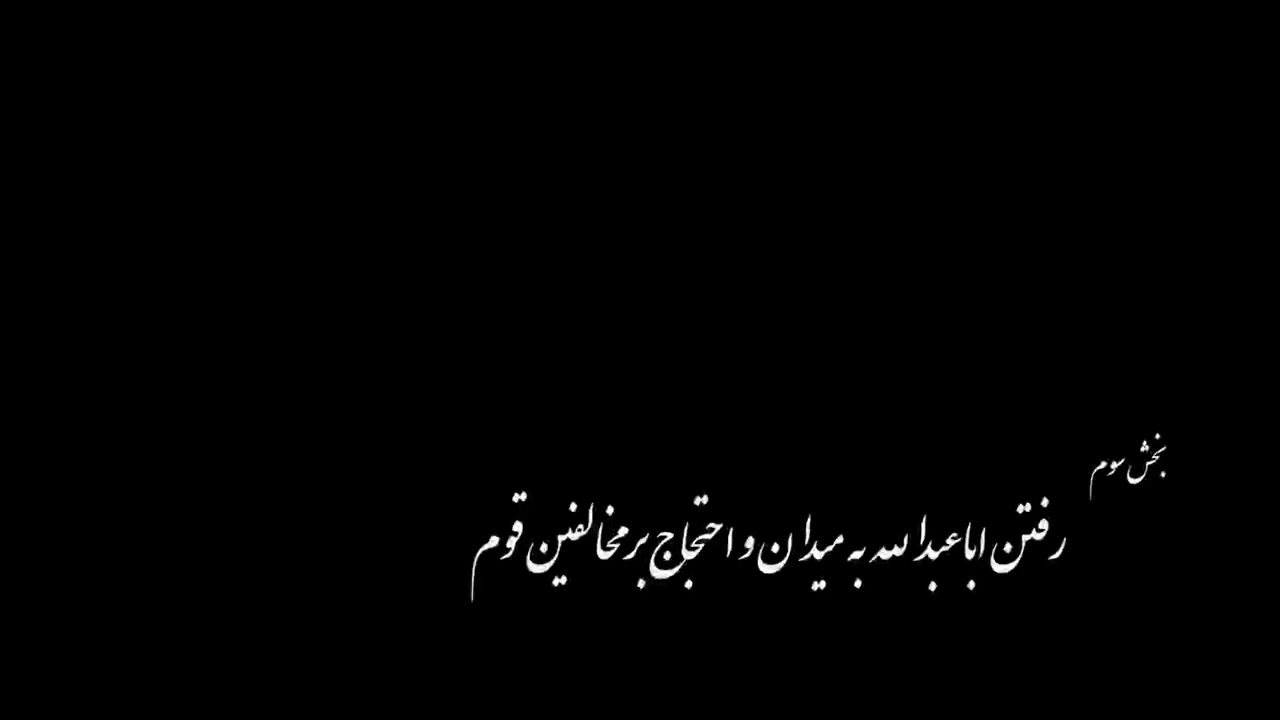 بخش سوم
رفتن اباعبدالله به میدان و احتجاج بر مخالفین قوم